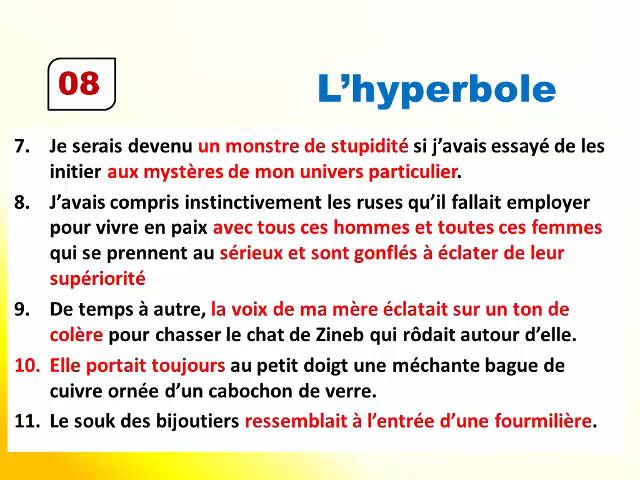 08
L’hyperbole
7. Je serais devenu un monstre de stupidité si j’avais essayé de les
initier aux mystères de mon univers particulier.
8. J’avais compris instinctivement les ruses qu’il fallait employer
pour vivre en paix avec tous ces hommes et toutes ces femmes
qui se prennent au sérieux et sont gonflés à éclater de leur
supériorité
9. De temps à autre, la voix de ma mère éclatait sur un ton de
colère pour chasser le chat de Zineb qui rôdait autour d’elle.
10. Elle portait toujours au petit doigt une méchante bague de
cuivre ornée d’un cabochon de verre.
11. Le souk des bijoutiers ressemblait à l’entrée d’une fourmilière.